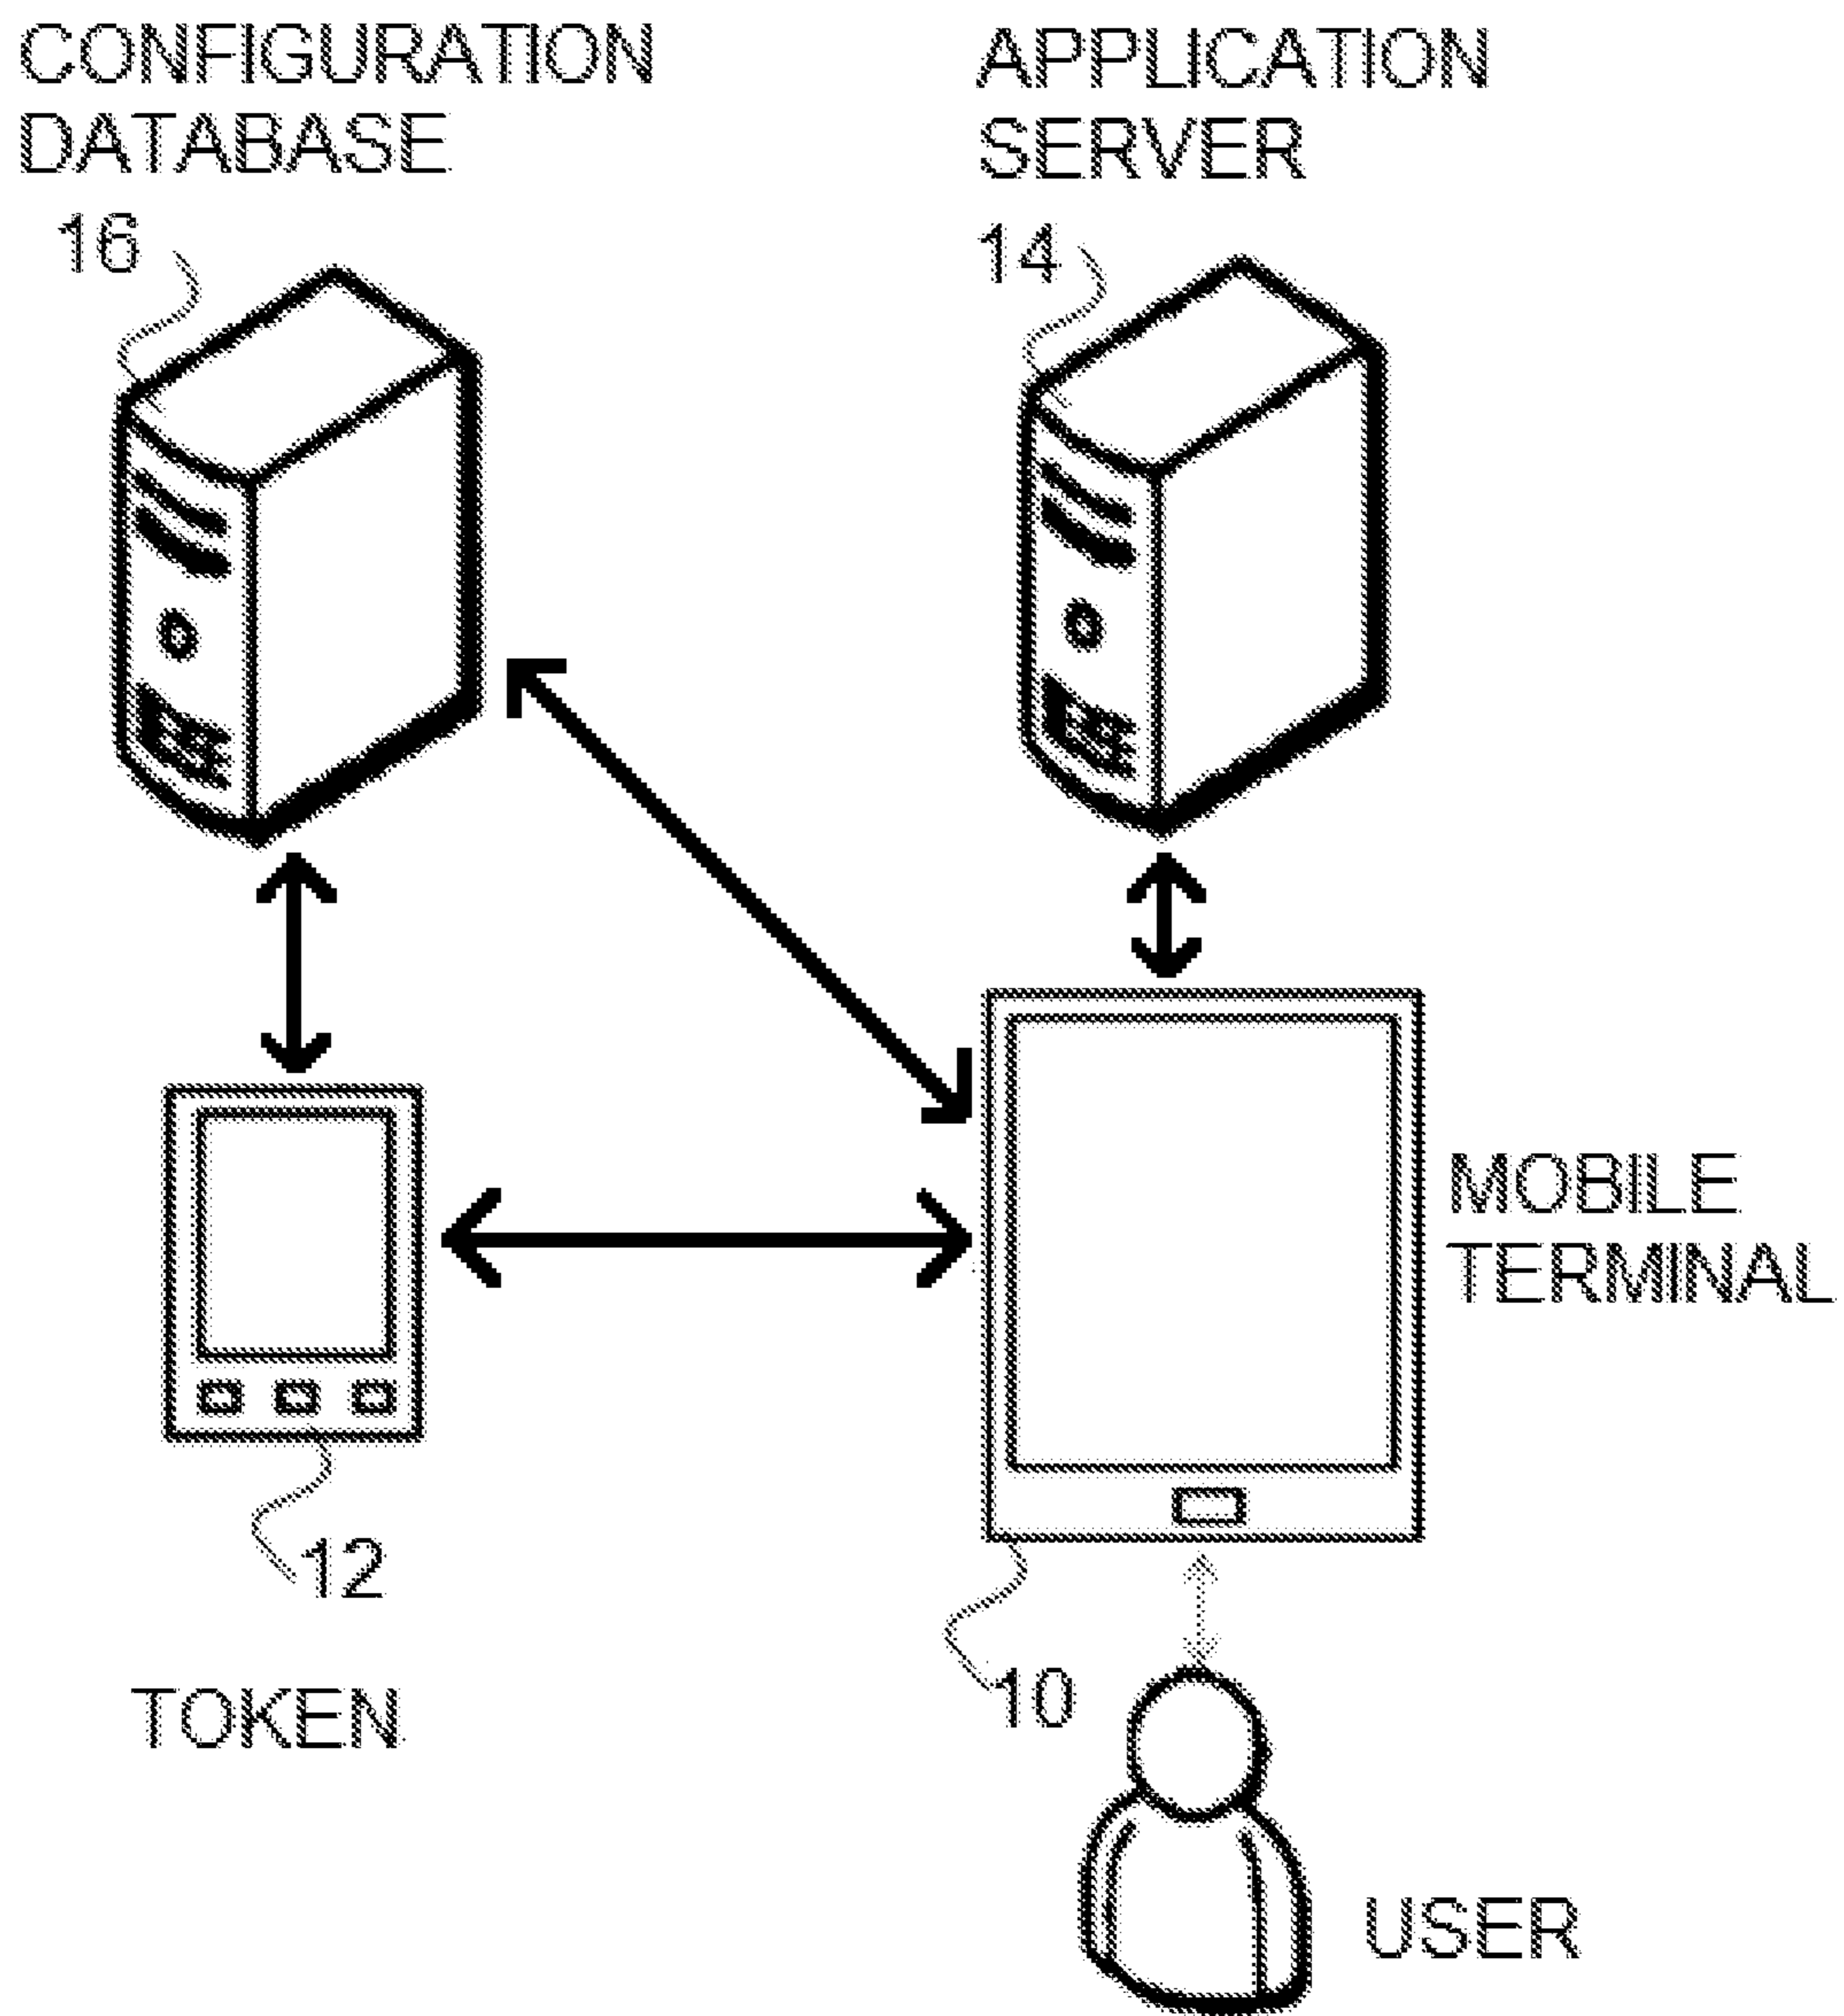 CONFIGURATION
DATABASE
16
APPLICATION
SERVER
14
MOBILE
TERMINAL
12
TOKEN
10
USER